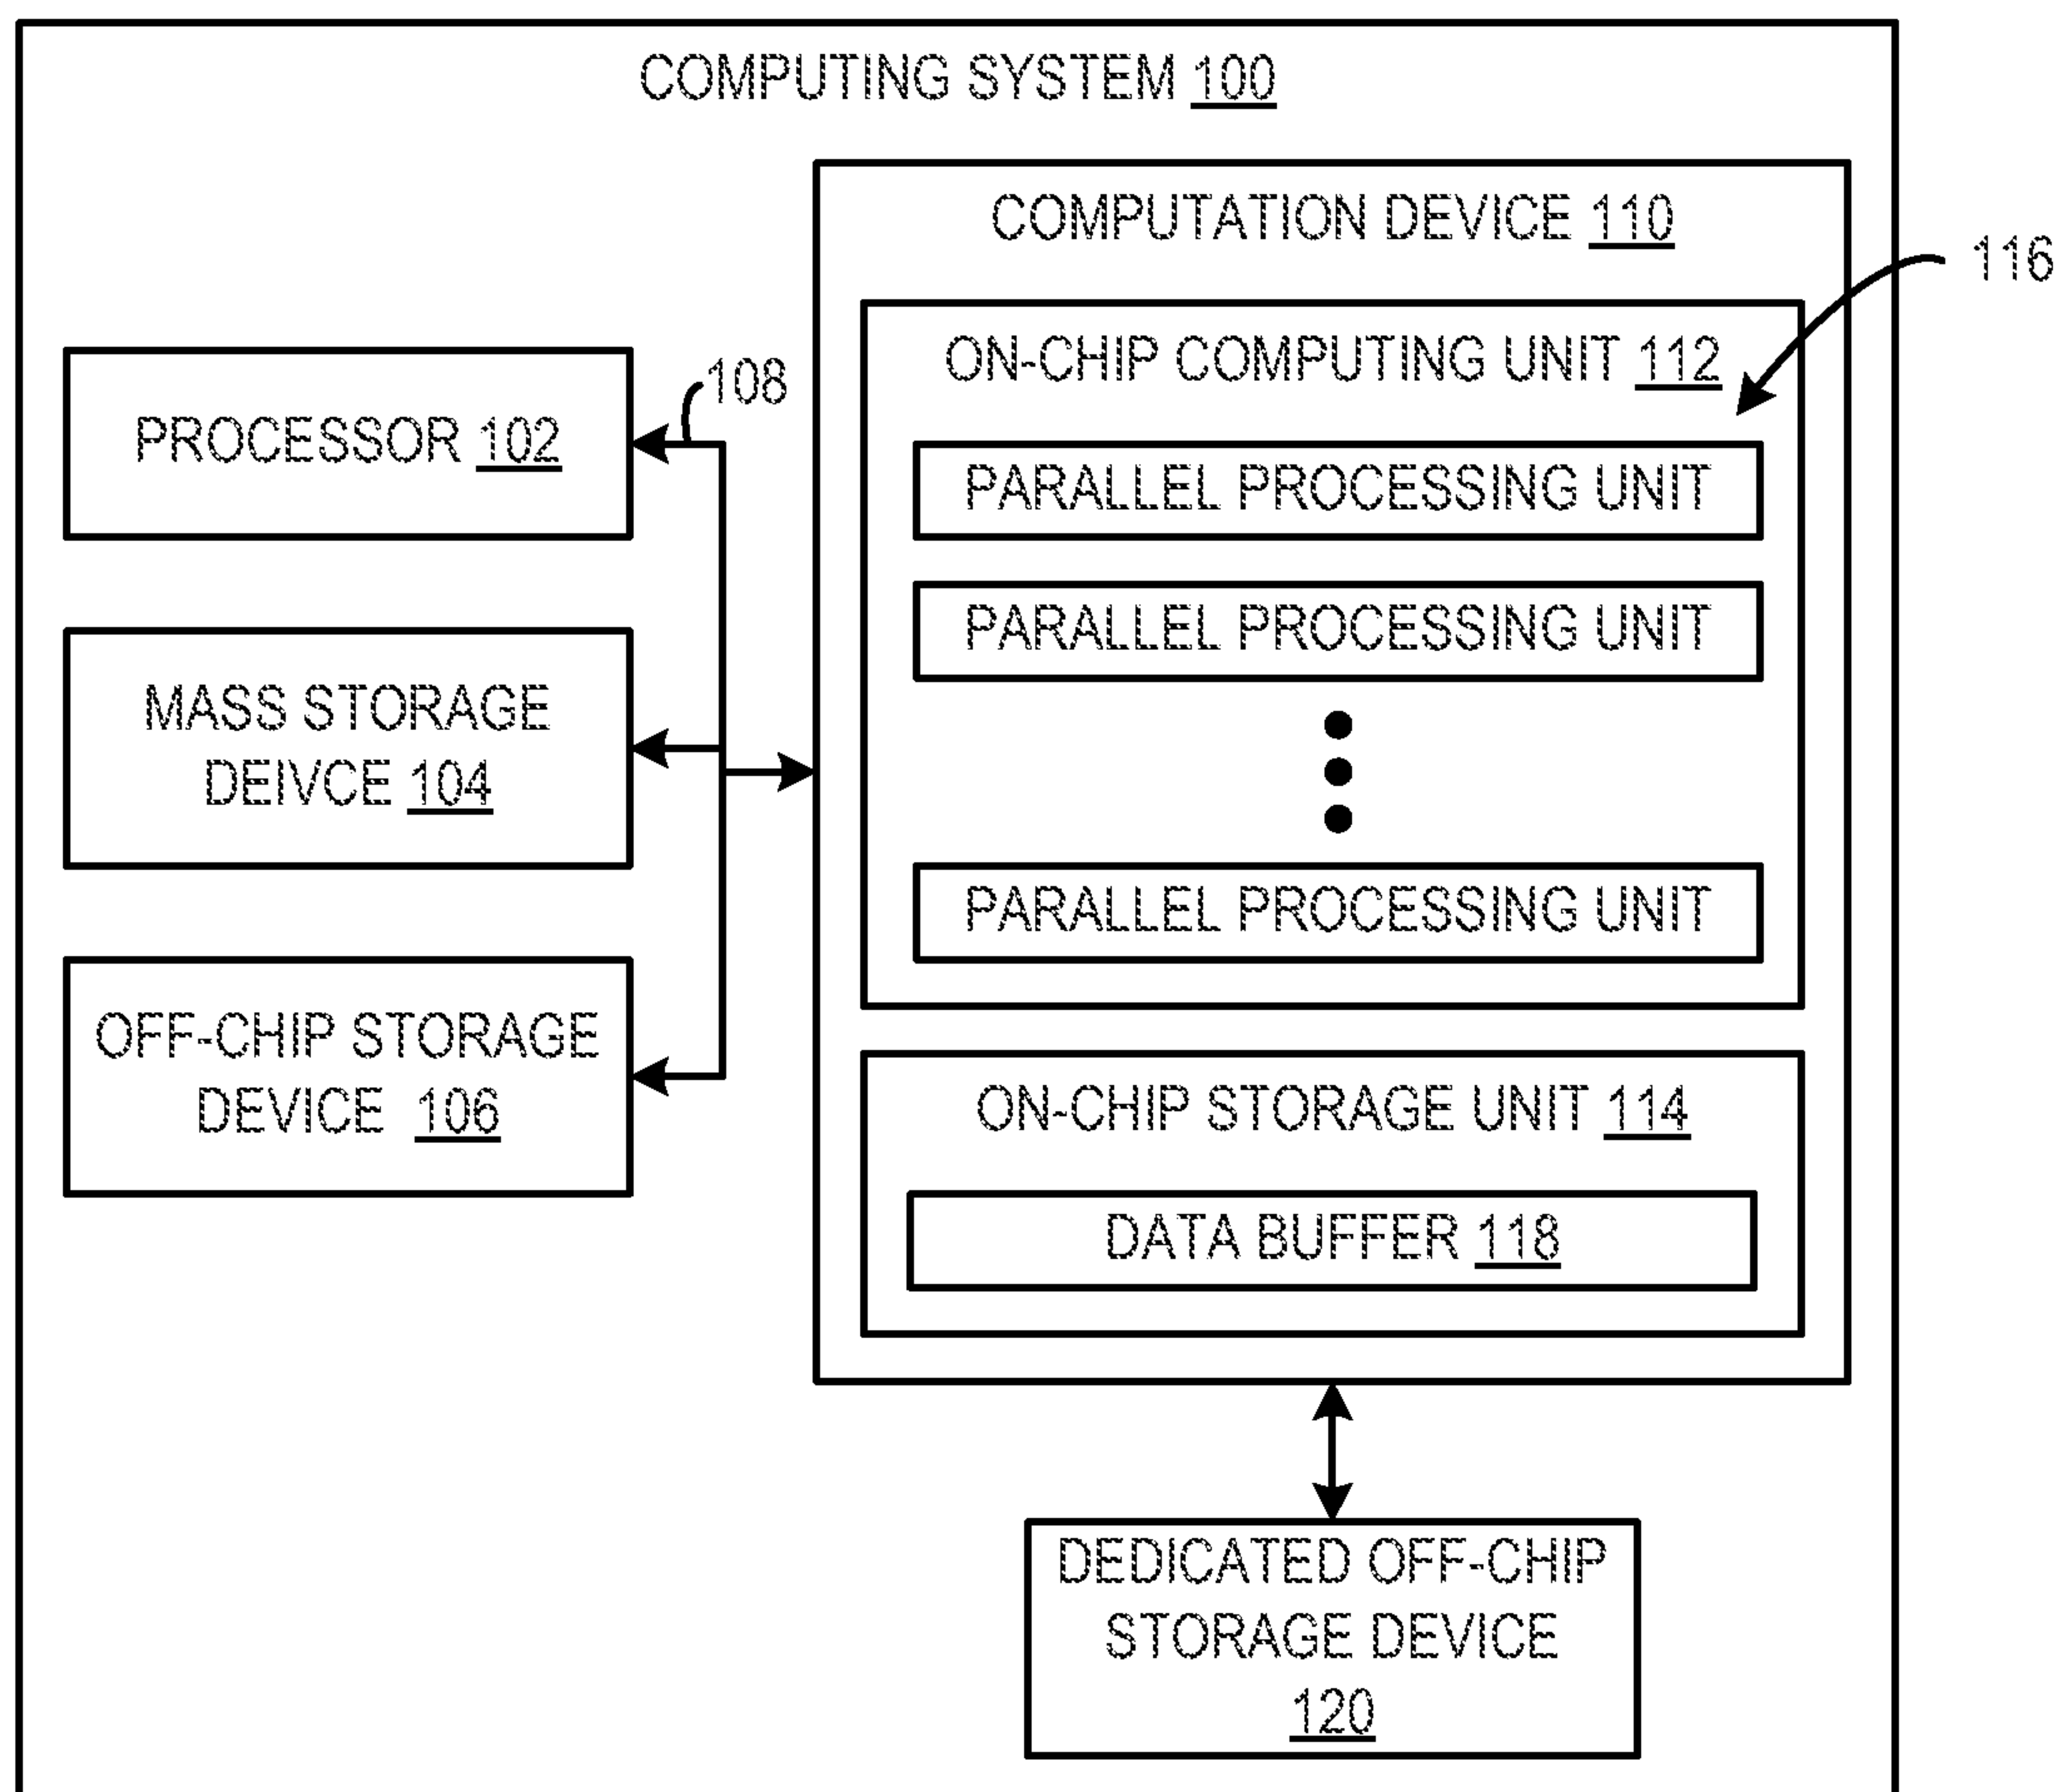 COMPUTING SYSTEM 100
COMPUTATION DEVICE 110
116
ON-CHIP COMPUTING UNIT 112
108
PROCESSOR 102
PARALLEL PROCESSING UNIT
PARALLEL PROCESSING UNIT
MASS STORAGE
DEIVCE 104
PARALLEL PROCESSING UNIT
OFF-CHIP STORAGE
DEVICE 106
ON-CHIP STORAGE UNIT 114
DATA BUFFER 118
DEDICATED OFF-CHIP
STORAGE DEVICE
120